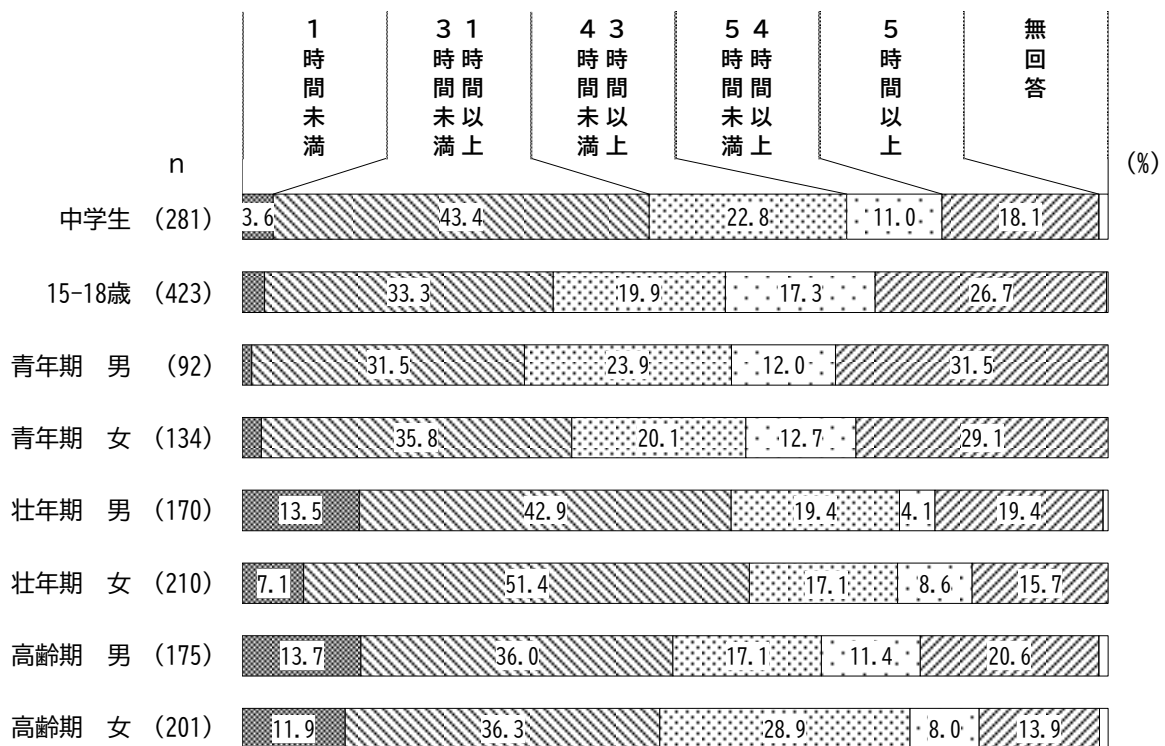 1時間未満
1時間以上
3時間未満
3時間以上
4時間未満
4時間以上
5時間未満
5時間以上
無回答
n
(%)
中学生 (281) 3.6 43.4 22.8 11.0 18.1
15-18歳 (423) 33.3 19.9 17.3 26.7
青年期 男 (92) 31.5 23.9 12.0 31.5
青年期 女 (134) 35.8 20.1 12.7 29.1
壮年期 男 (170) 13.5 42.9 19.4 4.1 19.4
壮年期 女 (210) 7.1 51.4 17.1 8.6 15.7
高齢期 男 (175) 13.7 36.0 17.1 11.4 20.6
高齢期 女 (201) 11.9 36.3 28.9 8.0 13.9